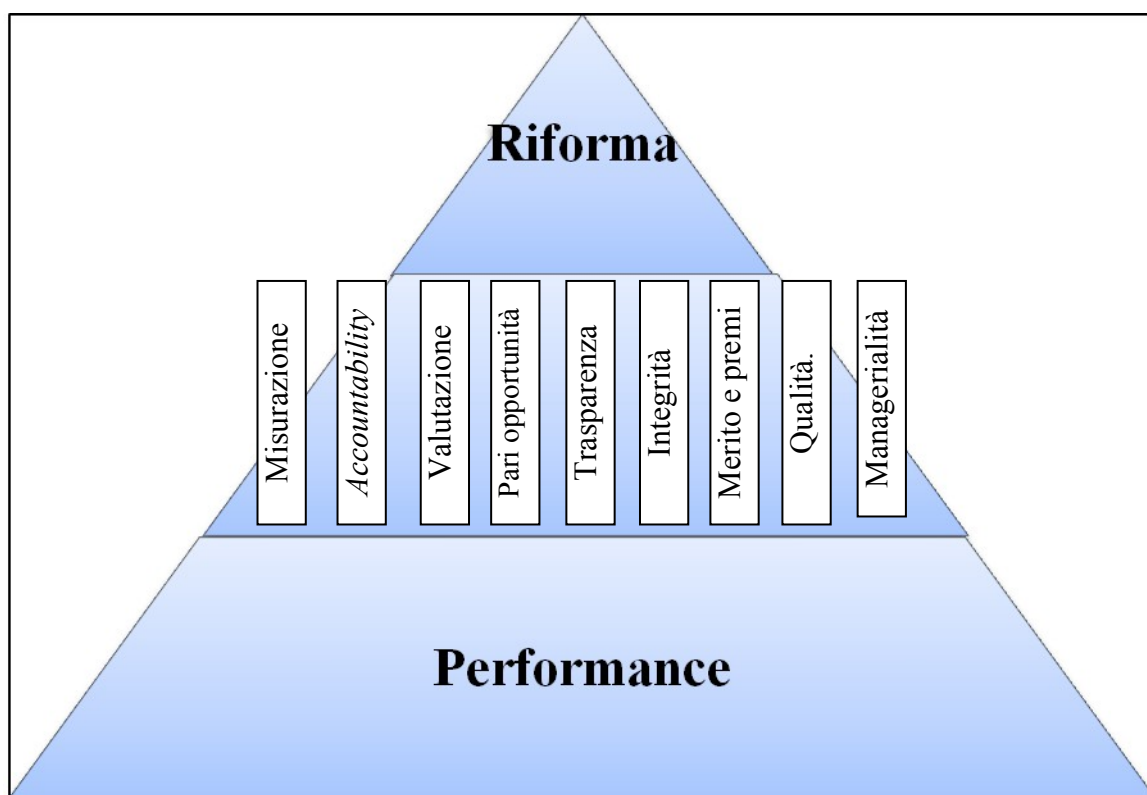 Riforma
Misurazione
Accountability
Valutazione
Pari opportunità
Trasparenza
Integrità
Merito e premi
Qualità.
Managerialità
Performance